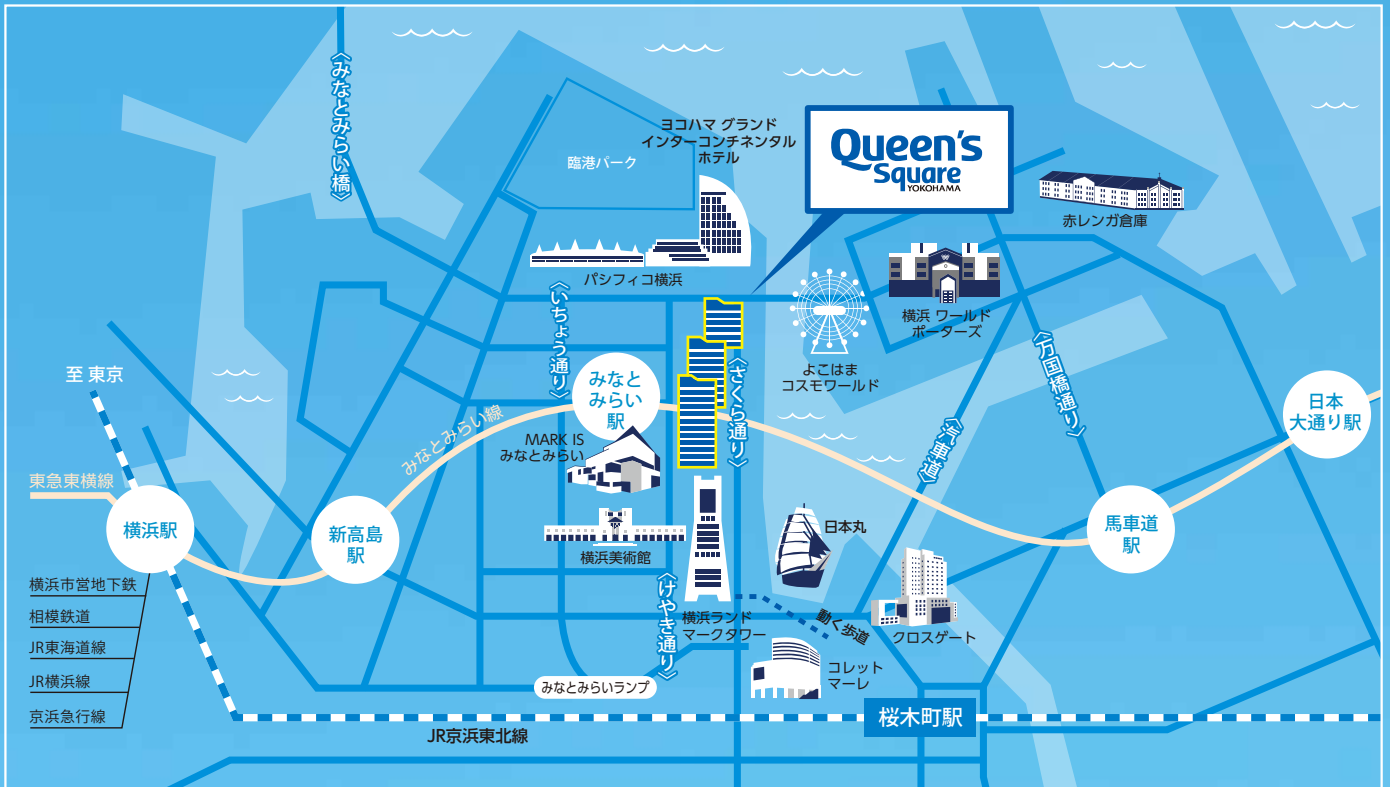 〈みなとみらい橋〉
臨港パーク
ヨコハマ グランド
インターコンチネンタル
ホテル
Queen's
Square
YOKOHAMA
赤レンガ倉庫
パシフィコ横浜
〈いちょう通り〉
横浜 ワールド
ポーターズ
W
よこはま
コスモワールド
〈万国橋通り〉
至 東京
みなと
みらい
駅
〈さくら通り〉
日本
大通り駅
みなとみらい線
MARK IS
みなとみらい
〈汽車道〉
東急東横線
横浜駅
新高島
駅
馬車道
駅
日本丸
横浜美術館
横浜市営地下鉄
相模鉄道
JR東海道線
JR横浜線
京浜急行線
〈けやき通り〉
横浜ランド
マークタワー
動く歩道
クロスゲート
コレット
マーレ
みなとみらいランプ
桜木町駅
JR京浜東北線